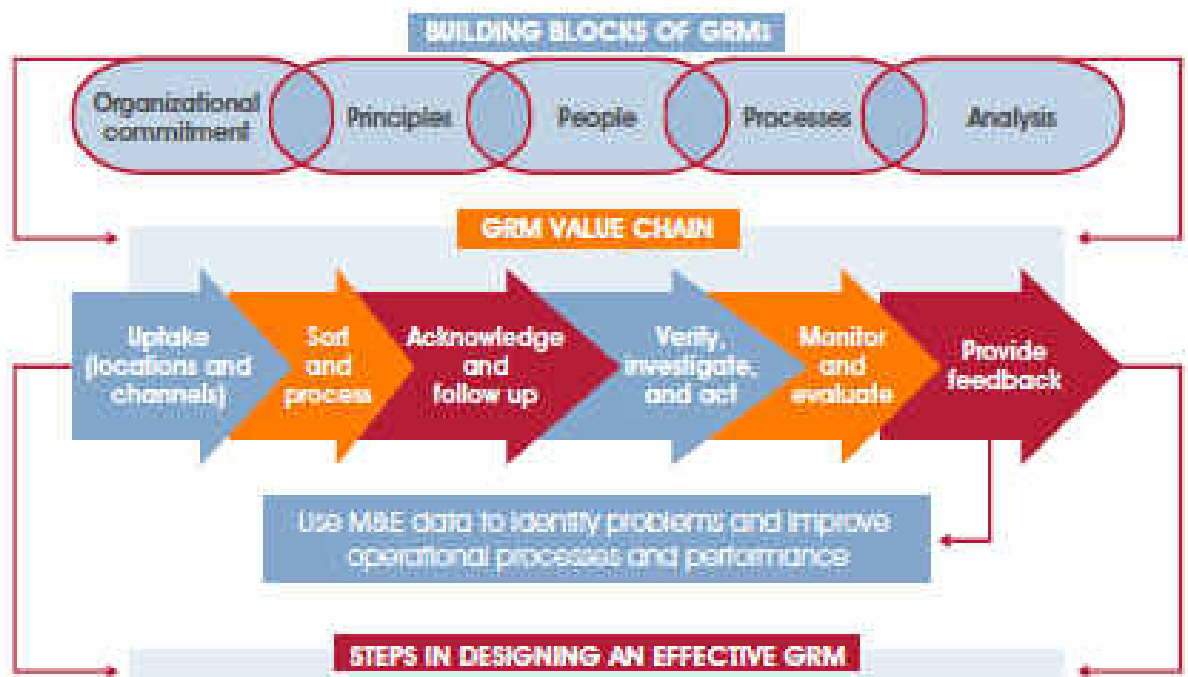 BUILDING BLOCKS OF GRMs
Organizational
commitment
Principles
People
Processes
Analysis
GRM VALUE CHAIN
Uptake
(locations and
channels)
Sort
and
process
Acknowledge
and
follow up
Verify,
investigate,
and act
Monitor
and
evaluate
Provide
feedback
Use M&E data to identify problems and improve
operational processes and performance
STEPS IN DESIGNING AN EFFECTIVE GRM